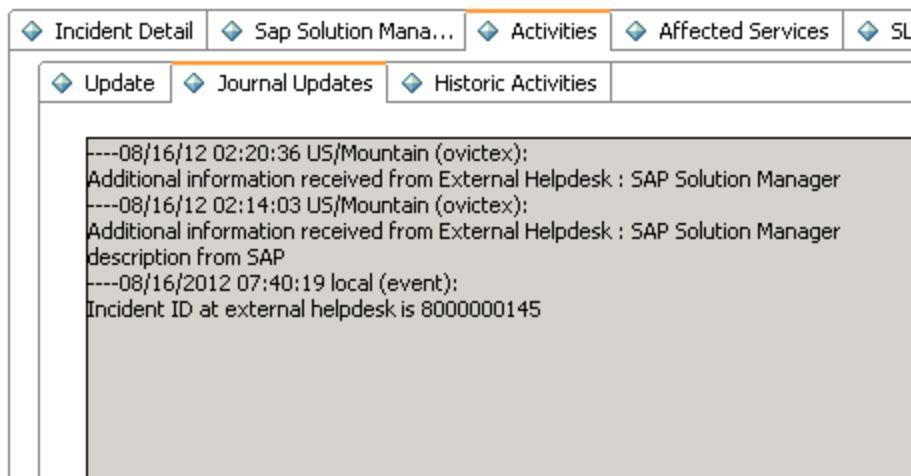 Incident Detail Sap Solution Mana... Activities Affected Services SL
Update Journal Updates Historic Activities
----08/16/12 02:20:36 US/Mountain (ovictex):
Additional information received from External Helpdesk : SAP Solution Manager
----08/16/12 02:14:03 US/Mountain (ovictex):
Additional information received from External Helpdesk : SAP Solution Manager
description from SAP
----08/16/2012 07:40:19 local (event):
Incident ID at external helpdesk is 8000000145